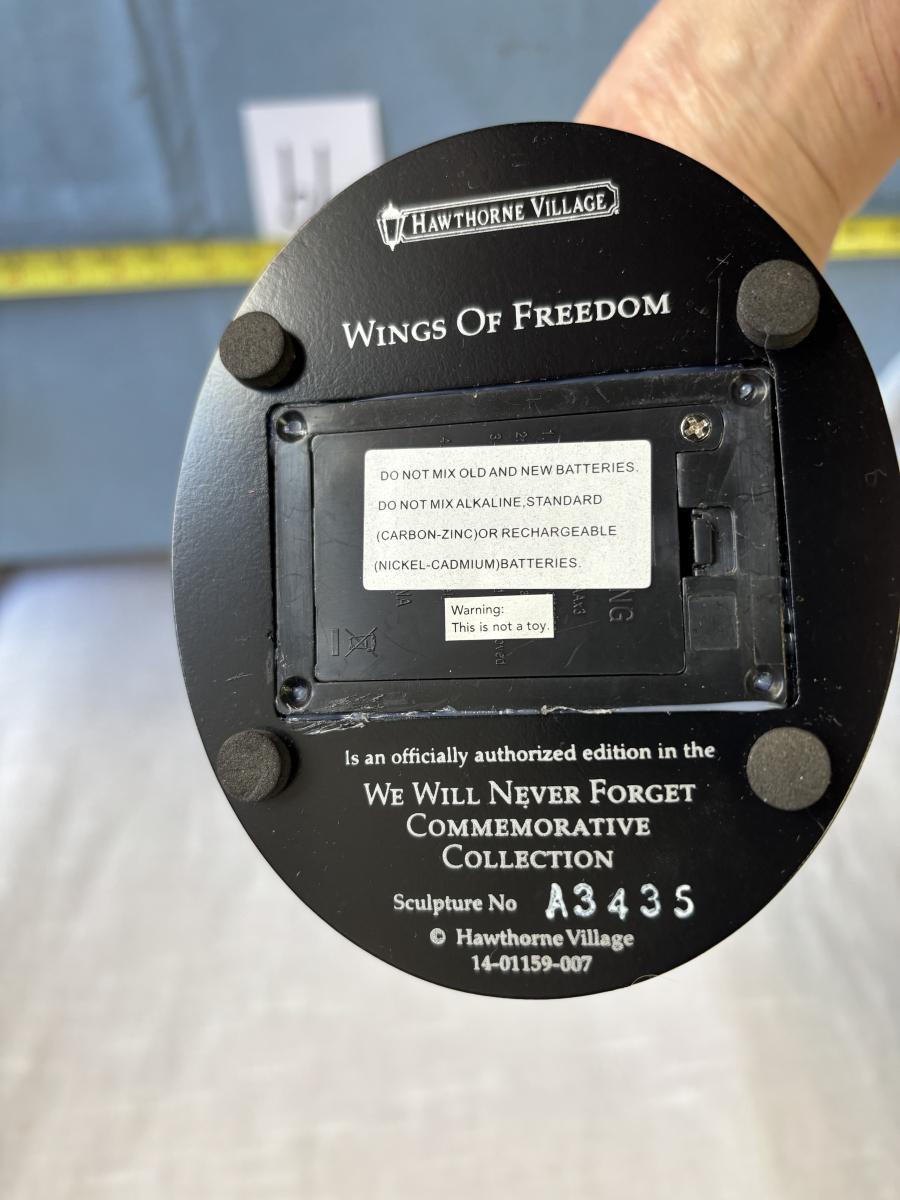 HAWTHORNE VILLAGE
WINGS OF FREEDOM
DO NOT MIX OLD AND NEW BATTERIES.
DO NOT MIX ALKALINE,STANDARD
(CARBON-ZINC)OR RECHARGEABLE
(NICKEL-CADMIUM)BATTERIES.
Warning:
This is not a toy.
Is an officially authorized edition in the
WE WILL NEVER FORGET
COMMEMORATIVE
COLLECTION
Sculpture No A3435
© Hawthorne Village
14-01159-007